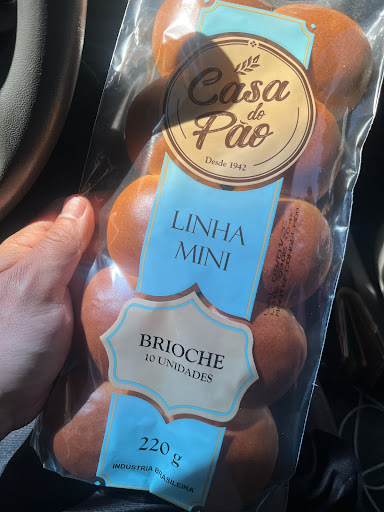 Casa
do
Pão
Desde 1942
LINHA
MINI
BRIOCHE
10 UNIDADES
220 g
INDÚSTRIA BRASILEIRA